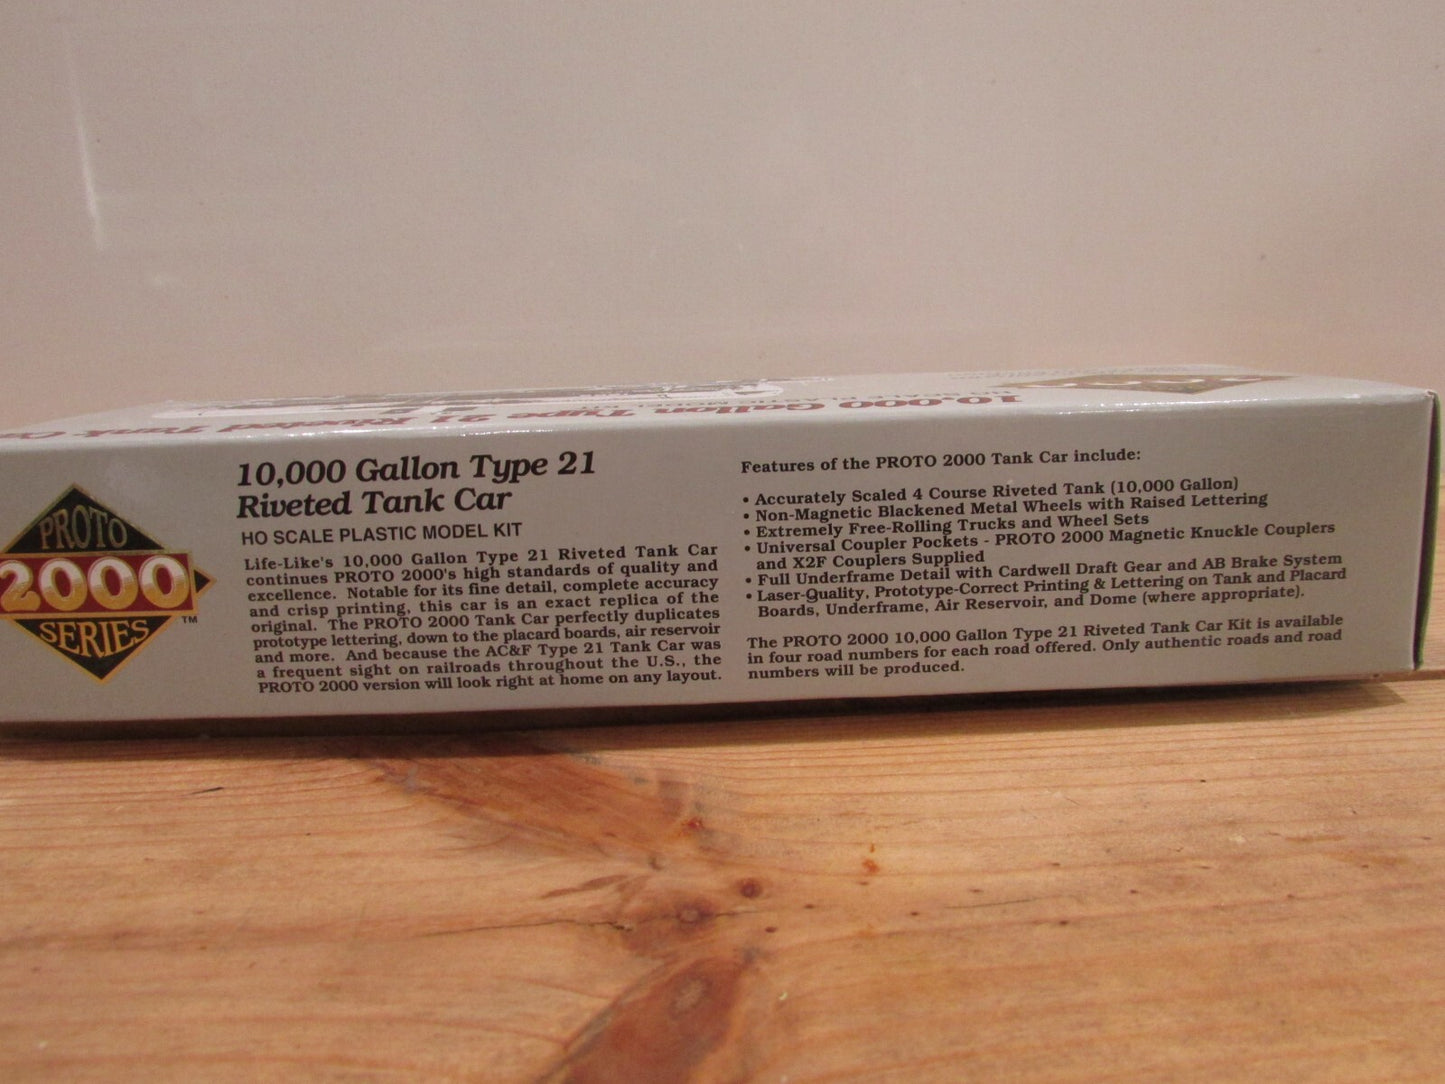 10,000 Gallon Type 21 Riveted Tank Car
PROTO
2000
SERIES
™
10,000 Gallon Type 21
Riveted Tank Car
HO SCALE PLASTIC MODEL KIT
Life-Like's 10,000 Gallon Type 21 Riveted Tank Car
continues PROTO 2000's high standards of quality and
excellence. Notable for its fine detail, complete accuracy
and crisp printing, this car is an exact replica of the
original. The PROTO 2000 Tank Car perfectly duplicates
prototype lettering, down to the placard boards, air reservoir
and more. And because the AC&F Type 21 Tank Car was
a frequent sight on railroads throughout the U.S., the
PROTO 2000 version will look right at home on any layout.
Features of the PROTO 2000 Tank Car include:
• Accurately Scaled 4 Course Riveted Tank (10,000 Gallon)
• Non-Magnetic Blackened Metal Wheels with Raised Lettering
• Extremely Free-Rolling Trucks and Wheel Sets
• Universal Coupler Pockets - PROTO 2000 Magnetic Knuckle Couplers
and X2F Couplers Supplied
• Full Underframe Detail with Cardwell Draft Gear and AB Brake System
• Laser-Quality, Prototype-Correct Printing & Lettering on Tank and Placard
Boards, Underframe, Air Reservoir, and Dome (where appropriate).
The PROTO 2000 10,000 Gallon Type 21 Riveted Tank Car Kit is available
in four road numbers for each road offered. Only authentic roads and road
numbers will be produced.